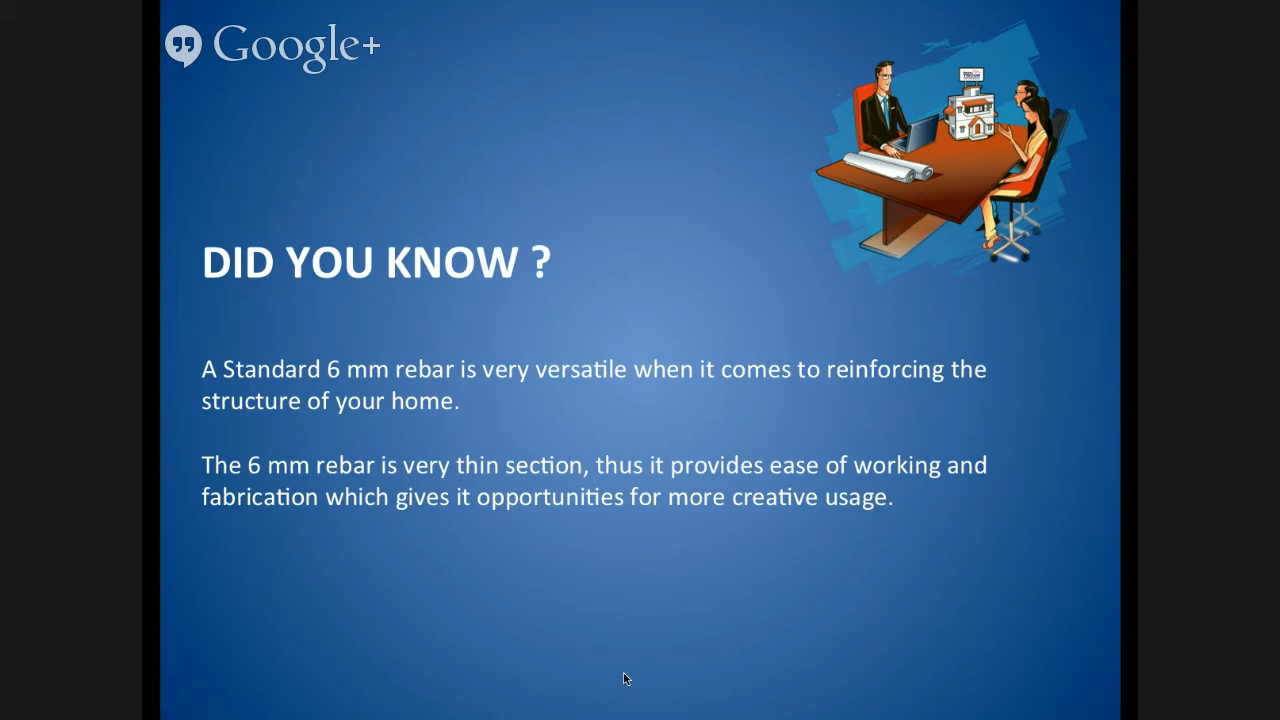 Google+
DID YOU KNOW ?
A Standard 6 mm rebar is very versatile when it comes to reinforcing the
structure of your home.
The 6 mm rebar is very thin section, thus it provides ease of working and
fabrication which gives it opportunities for more creative usage.